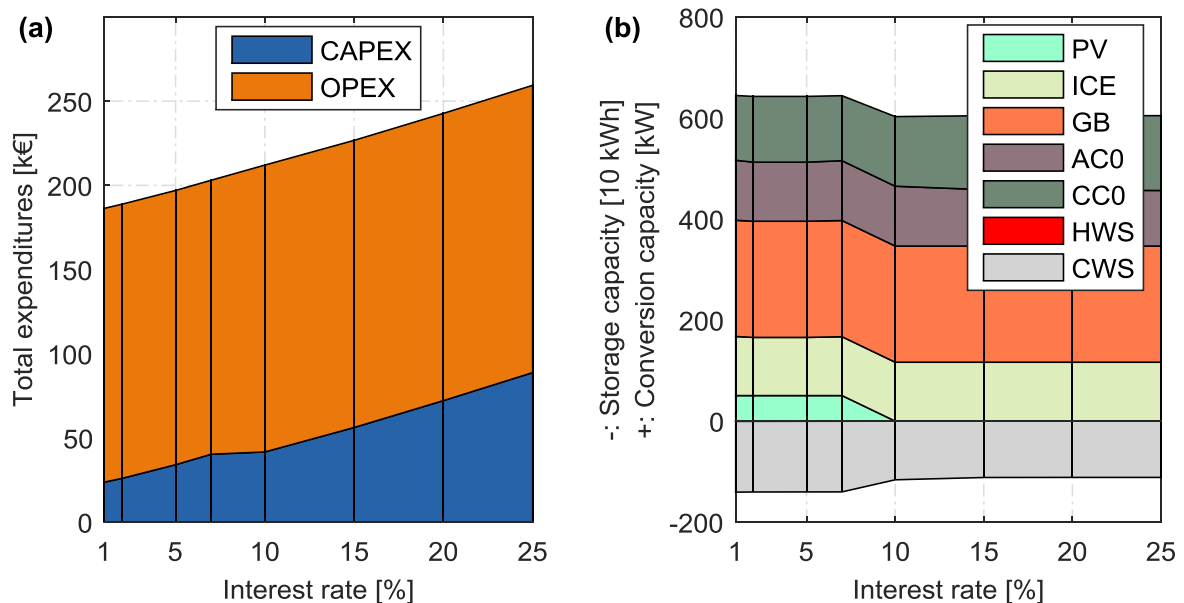 (a)
CAPEX
OPEX
Total expenditures [k€]
250
200
150
100
50
0
1
5
10
15
20
25
Interest rate [%]
(b)
PV
ICE
GB
AC0
CC0
HWS
CWS
-: Storage capacity [10 kWh]
+: Conversion capacity [kW]
800
600
400
200
0
-200
1
5
10
15
20
25
Interest rate [%]